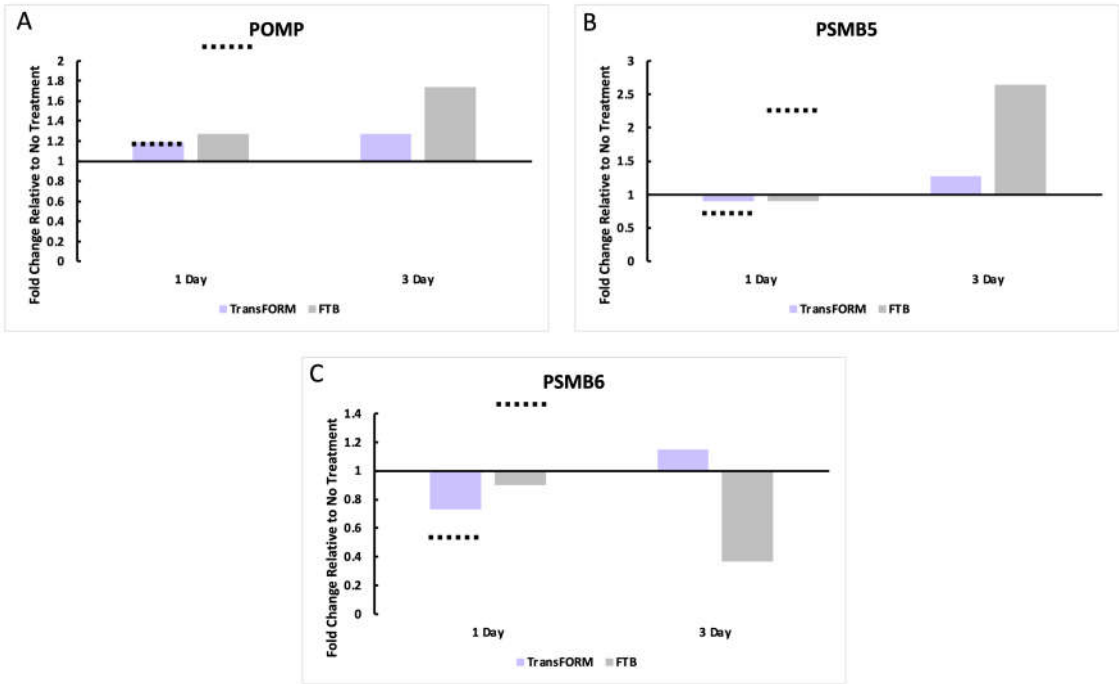 A
POMP
Fold Change Relative to No Treatment
2
1.8
1.6
1.4
1.2
1
0.8
0.6
0.4
0.2
0
1 Day
3 Day
TransFORM
FTB
B
PSMB5
Fold Change Relative to No Treatment
3
2.5
2
1.5
1
0.5
0
1 Day
3 Day
TransFORM
FTB
C
PSMB6
Fold Change Relative to No Treatment
1.4
1.2
1
0.8
0.6
0.4
0.2
0
1 Day
3 Day
TransFORM
FTB